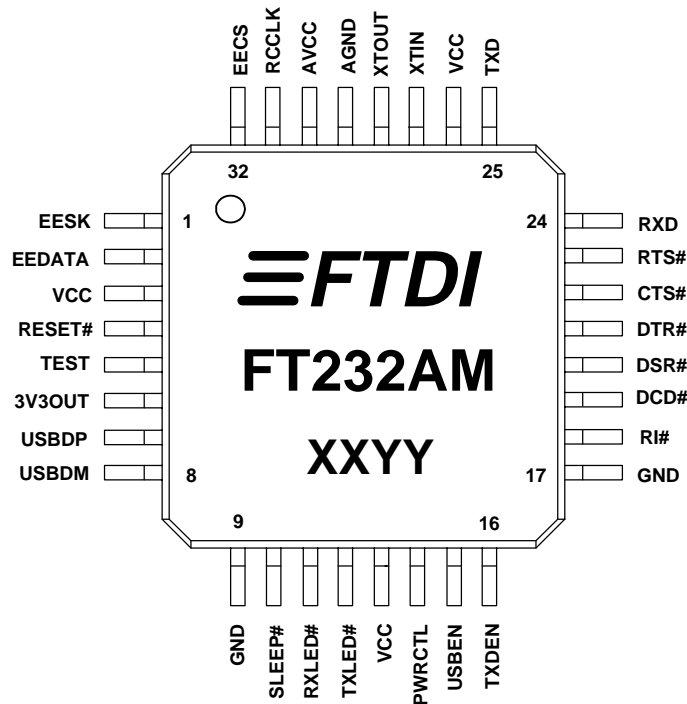 EECS
RCCLK
AVCC
AGND
XTOUT
XTIN
VCC
TXD
32
25
EESK
1
24
RXD
EEDATA
RTS#
VCC
CTS#
RESET#
DTR#
TEST
DSR#
3V3OUT
DCD#
USBDP
RI#
USBDM
8
17
GND
FTDI
FT232AM
XXYY
9
16
GND
SLEEP#
RXLED#
TXLED#
VCC
PWRCTL
USBEN
TXDEN